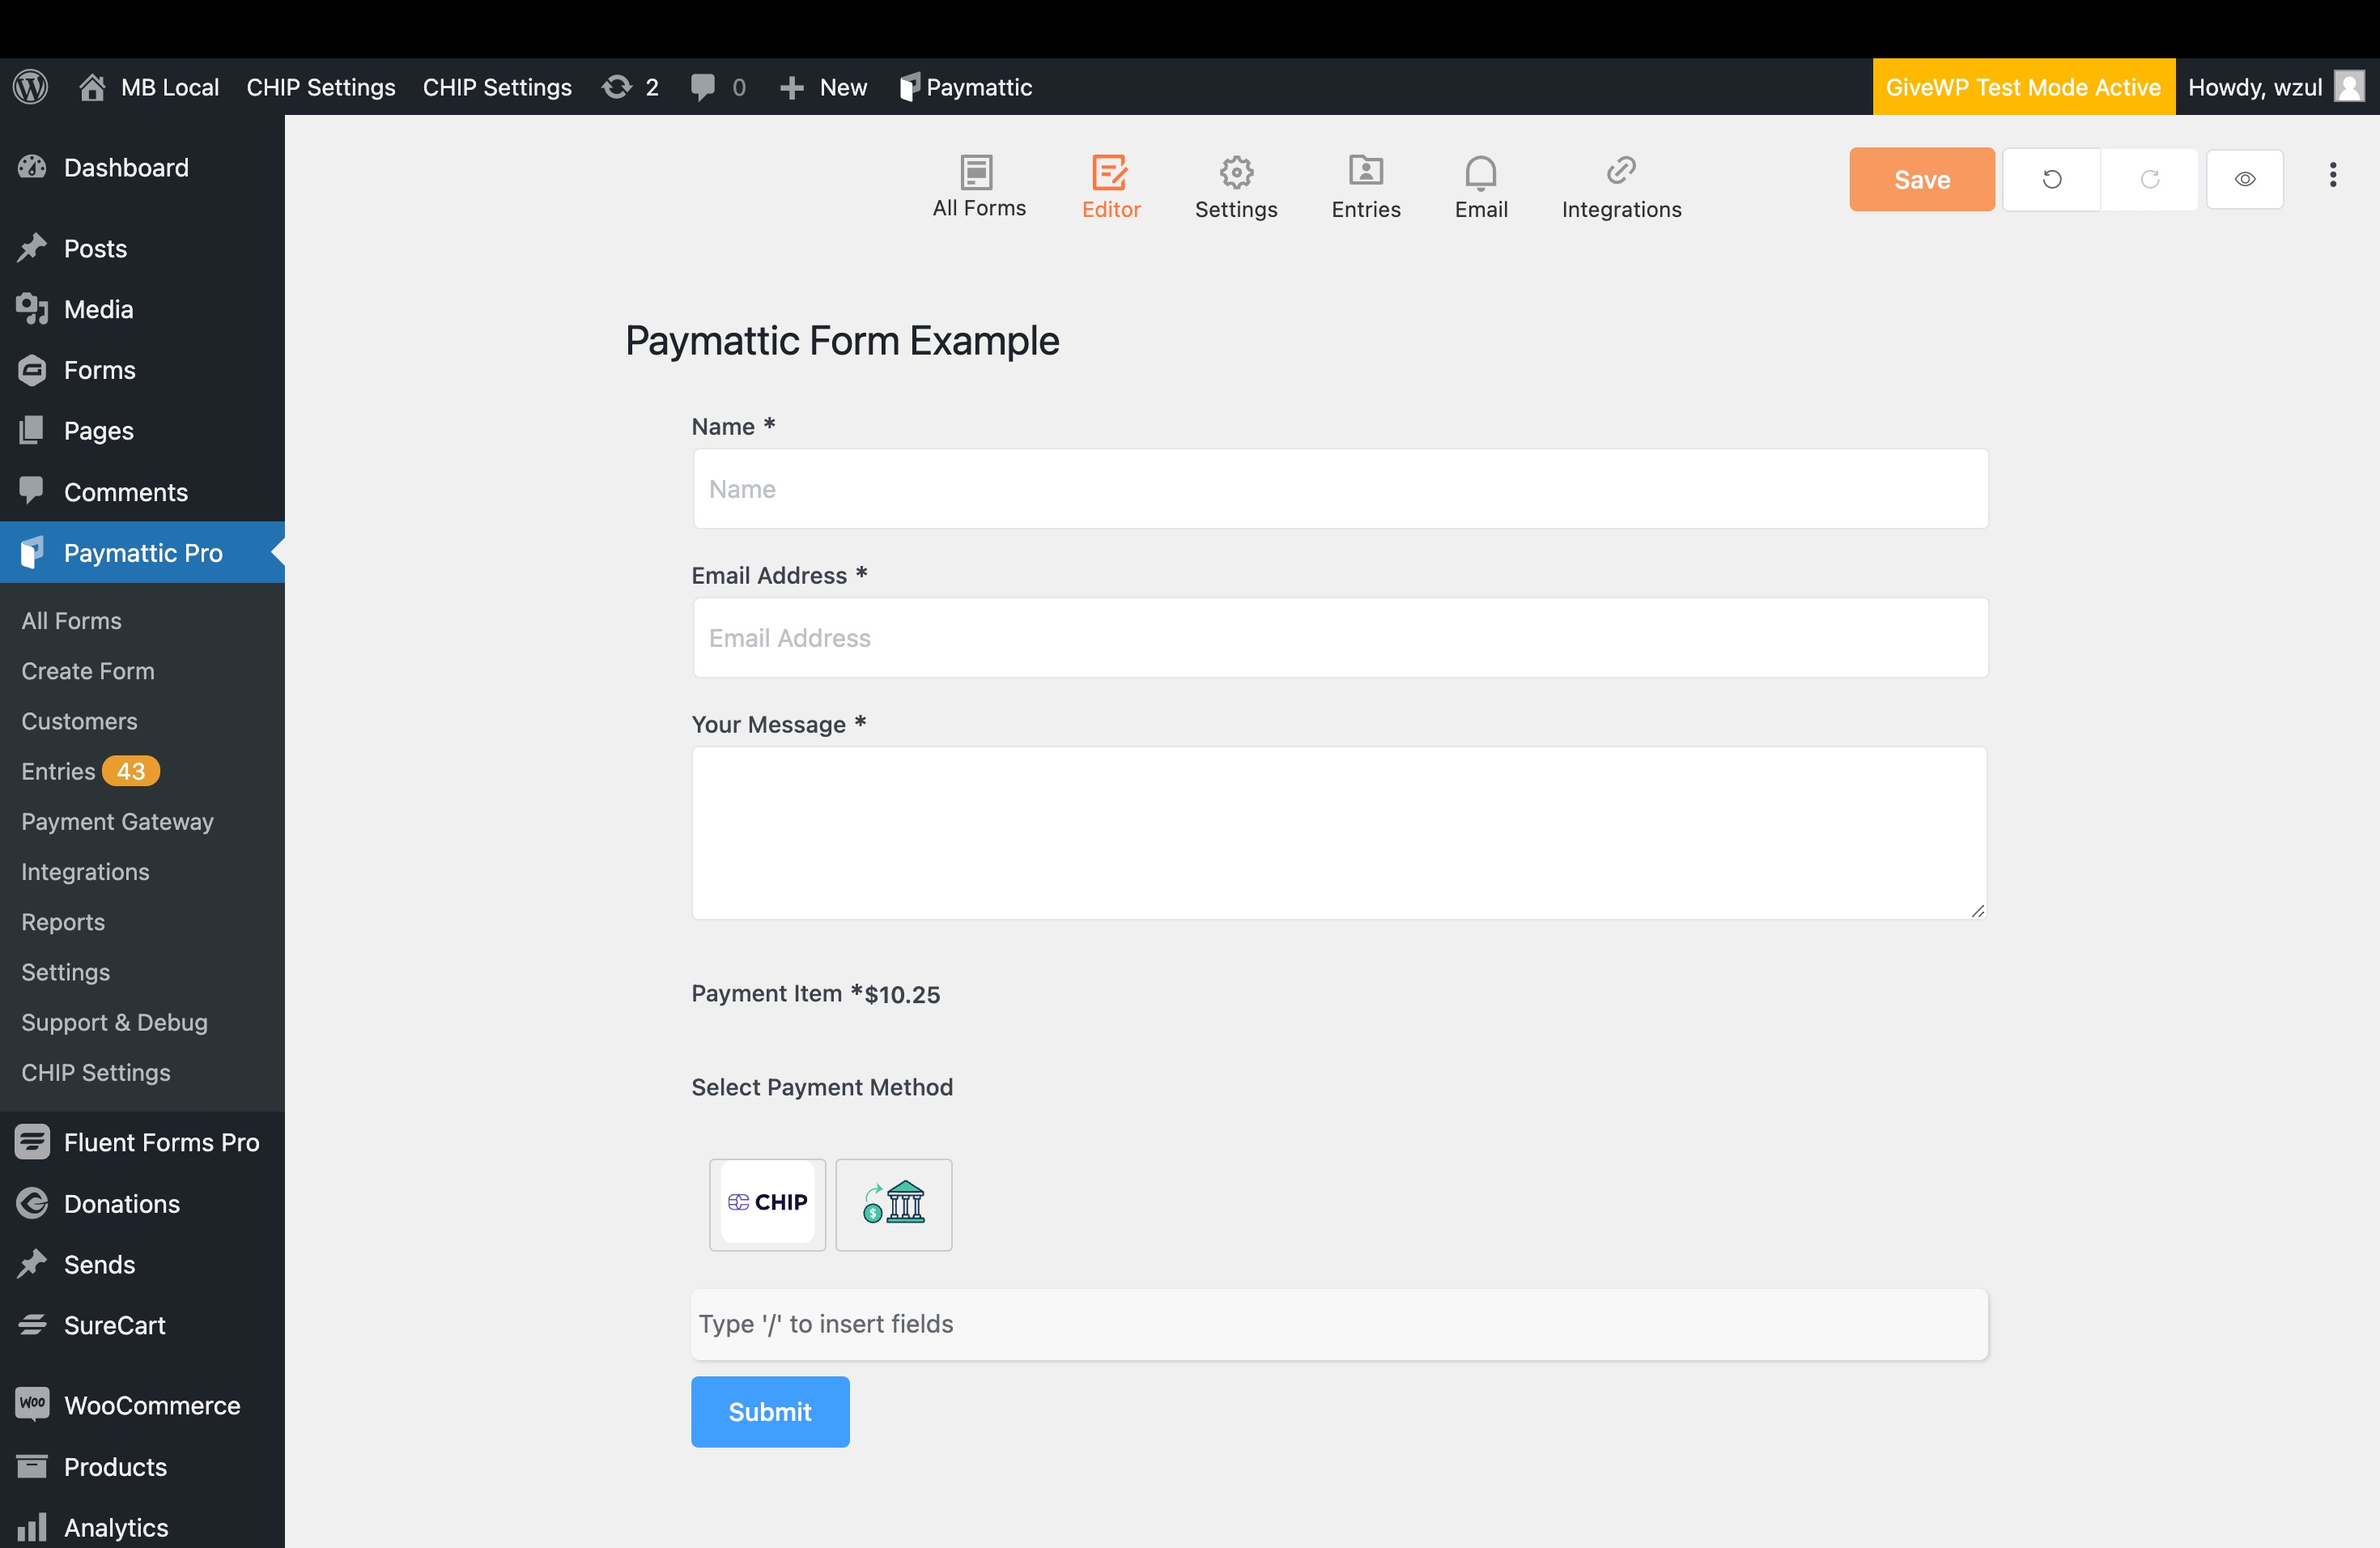 MB Local CHIP Settings CHIP Settings 2 0 New Paymattic GiveWP Test Mode Active Howdy, wzul
Dashboard
Posts
Media
Forms
Pages
Comments
Paymattic Pro
All Forms
Create Form
Customers
Entries 43
Payment Gateway
Integrations
Reports
Settings
Support & Debug
CHIP Settings
Fluent Forms Pro
Donations
Sends
SureCart
WooCommerce
Products
Analytics
All Forms Editor Settings Entries Email Integrations Save
Paymattic Form Example
Name *
Name
Email Address *
Email Address
Your Message *
Payment Item *$10.25
Select Payment Method
CHIP
$
Type '/' to insert fields
Submit